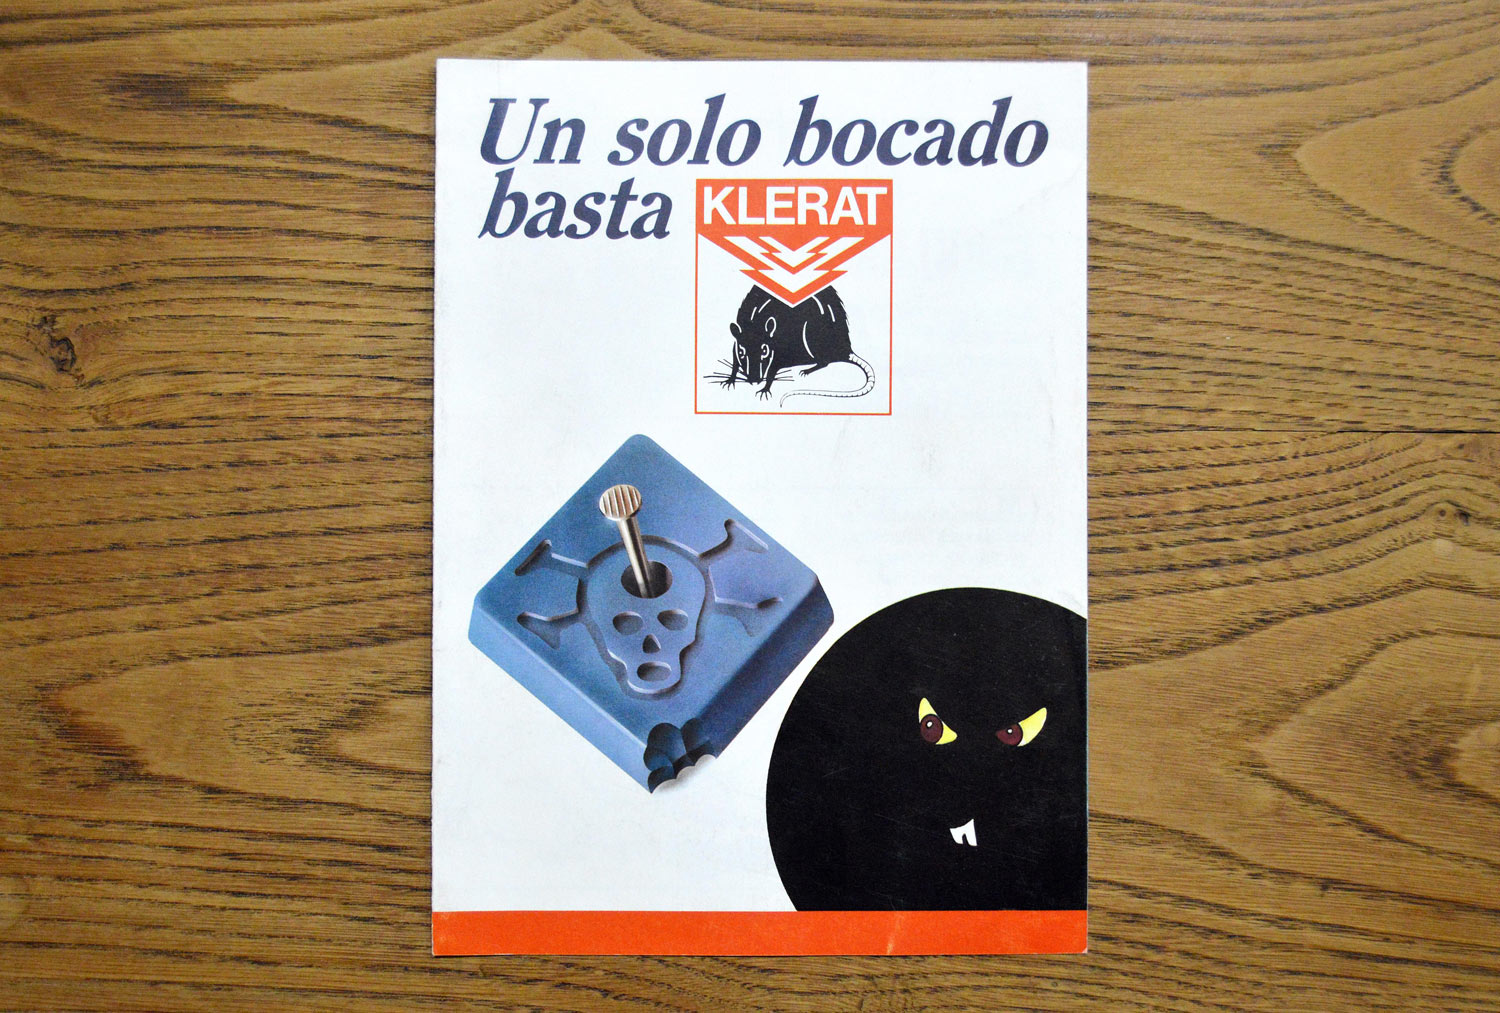 Un solo bocado
basta
KLERAT